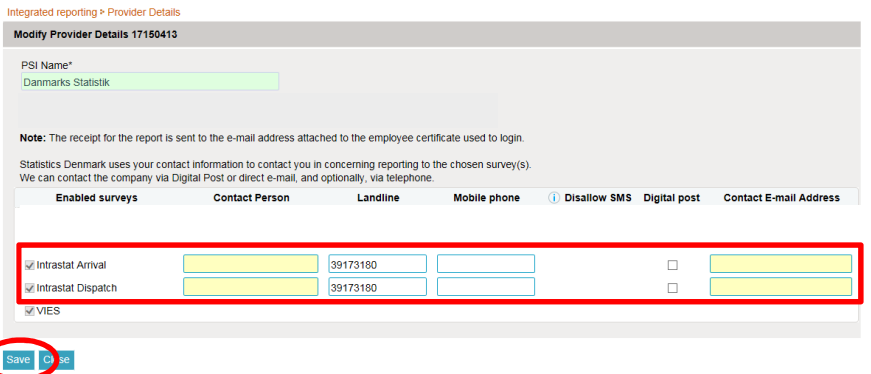 Integrated reporting > Provider Details
Modify Provider Details 17150413
PSI Name*
Danmarks Statistik
Note: The receipt for the report is sent to the e-mail address attached to the employee certificate used to login.
Statistics Denmark uses your contact information to contact you in concerning reporting to the chosen survey(s).
We can contact the company via Digital Post or direct e-mail, and optionally, via telephone.
Enabled surveys Contact Person Landline Mobile phone i Disallow SMS Digital post Contact E-mail Address
Intrastat Arrival 39173180
Intrastat Dispatch 39173180
VIES
Save Close